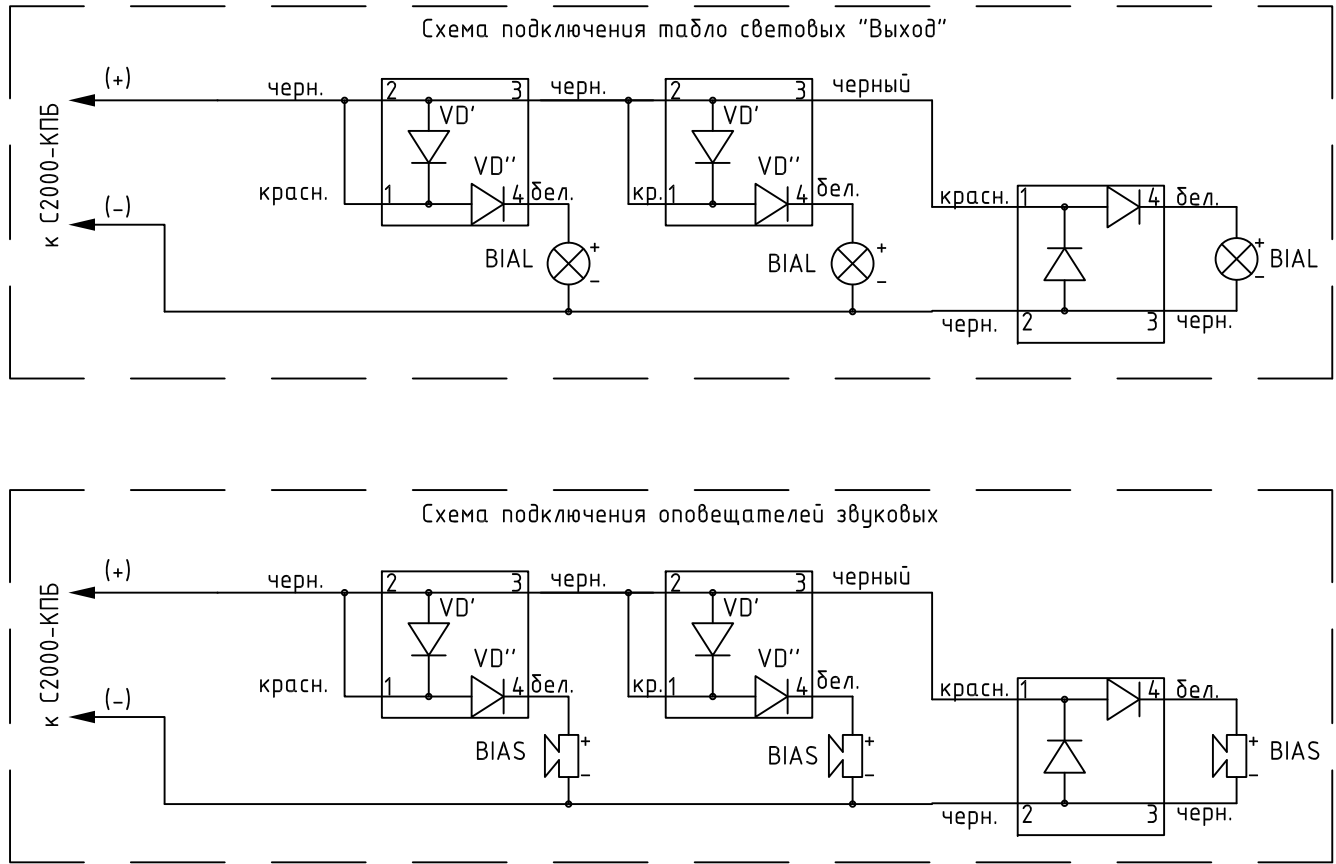 Схема подключения табло световых "Выход"
(+) черн. 2 3 черн. 2 3 черный
VD' VD'
к С2000-КПБ
VD'' VD''
(-) красн. 1 4 бел. кр. 1 4 бел. красн. 1 4 бел.
BIAL + - BIAL + - + - BIAL
черн. 2 3 черн.
Схема подключения оповещателей звуковых
(+) черн. 2 3 черн. 2 3 черный
VD' VD'
к С2000-КПБ
VD'' VD''
(-) красн. 1 4 бел. кр. 1 4 бел. красн. 1 4 бел.
BIAS + - BIAS + - + - BIAS
черн. 2 3 черн.